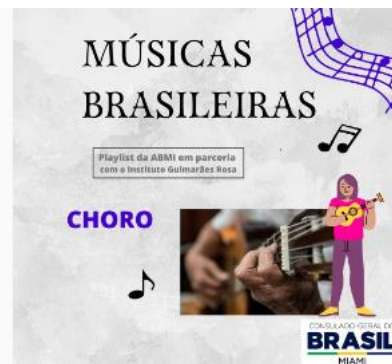 MÚSICAS
BRASILEIRAS
Playlist da ABMI em parceria
com o Instituto Guimarães Rosa
CHORO
CONSULADO-GERAL DO
BRASIL
MIAMI